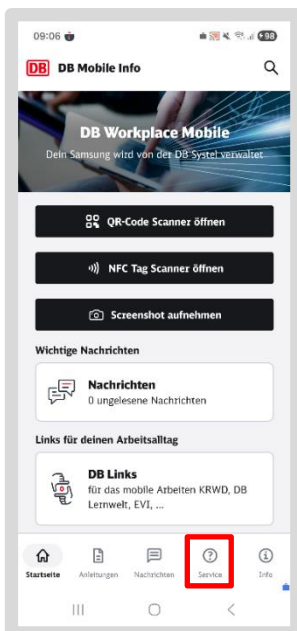 09:06
98
DB DB Mobile Info
DB Workplace Mobile
Dein Samsung wird von der DB Systel verwaltet
QR-Code Scanner öffnen
NFC Tag Scanner öffnen
Screenshot aufnehmen
Wichtige Nachrichten
Nachrichten
0 ungelesene Nachrichten
Links für deinen Arbeitsalltag
DB Links
für das mobile Arbeiten KRWD, DB
Lernwelt, EVI, ...
Startseite Anleitungen Nachrichten Service Info